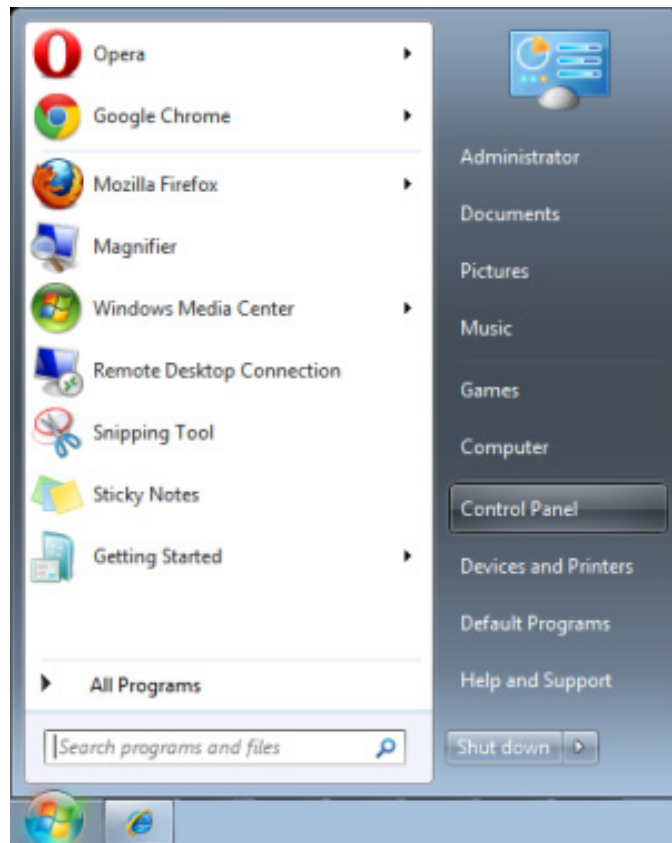 Opera
Google Chrome
Mozilla Firefox
Magnifier
Windows Media Center
Remote Desktop Connection
Snipping Tool
Sticky Notes
Getting Started
All Programs
Search programs and files
Administrator
Documents
Pictures
Music
Games
Computer
Control Panel
Devices and Printers
Default Programs
Help and Support
Shut down